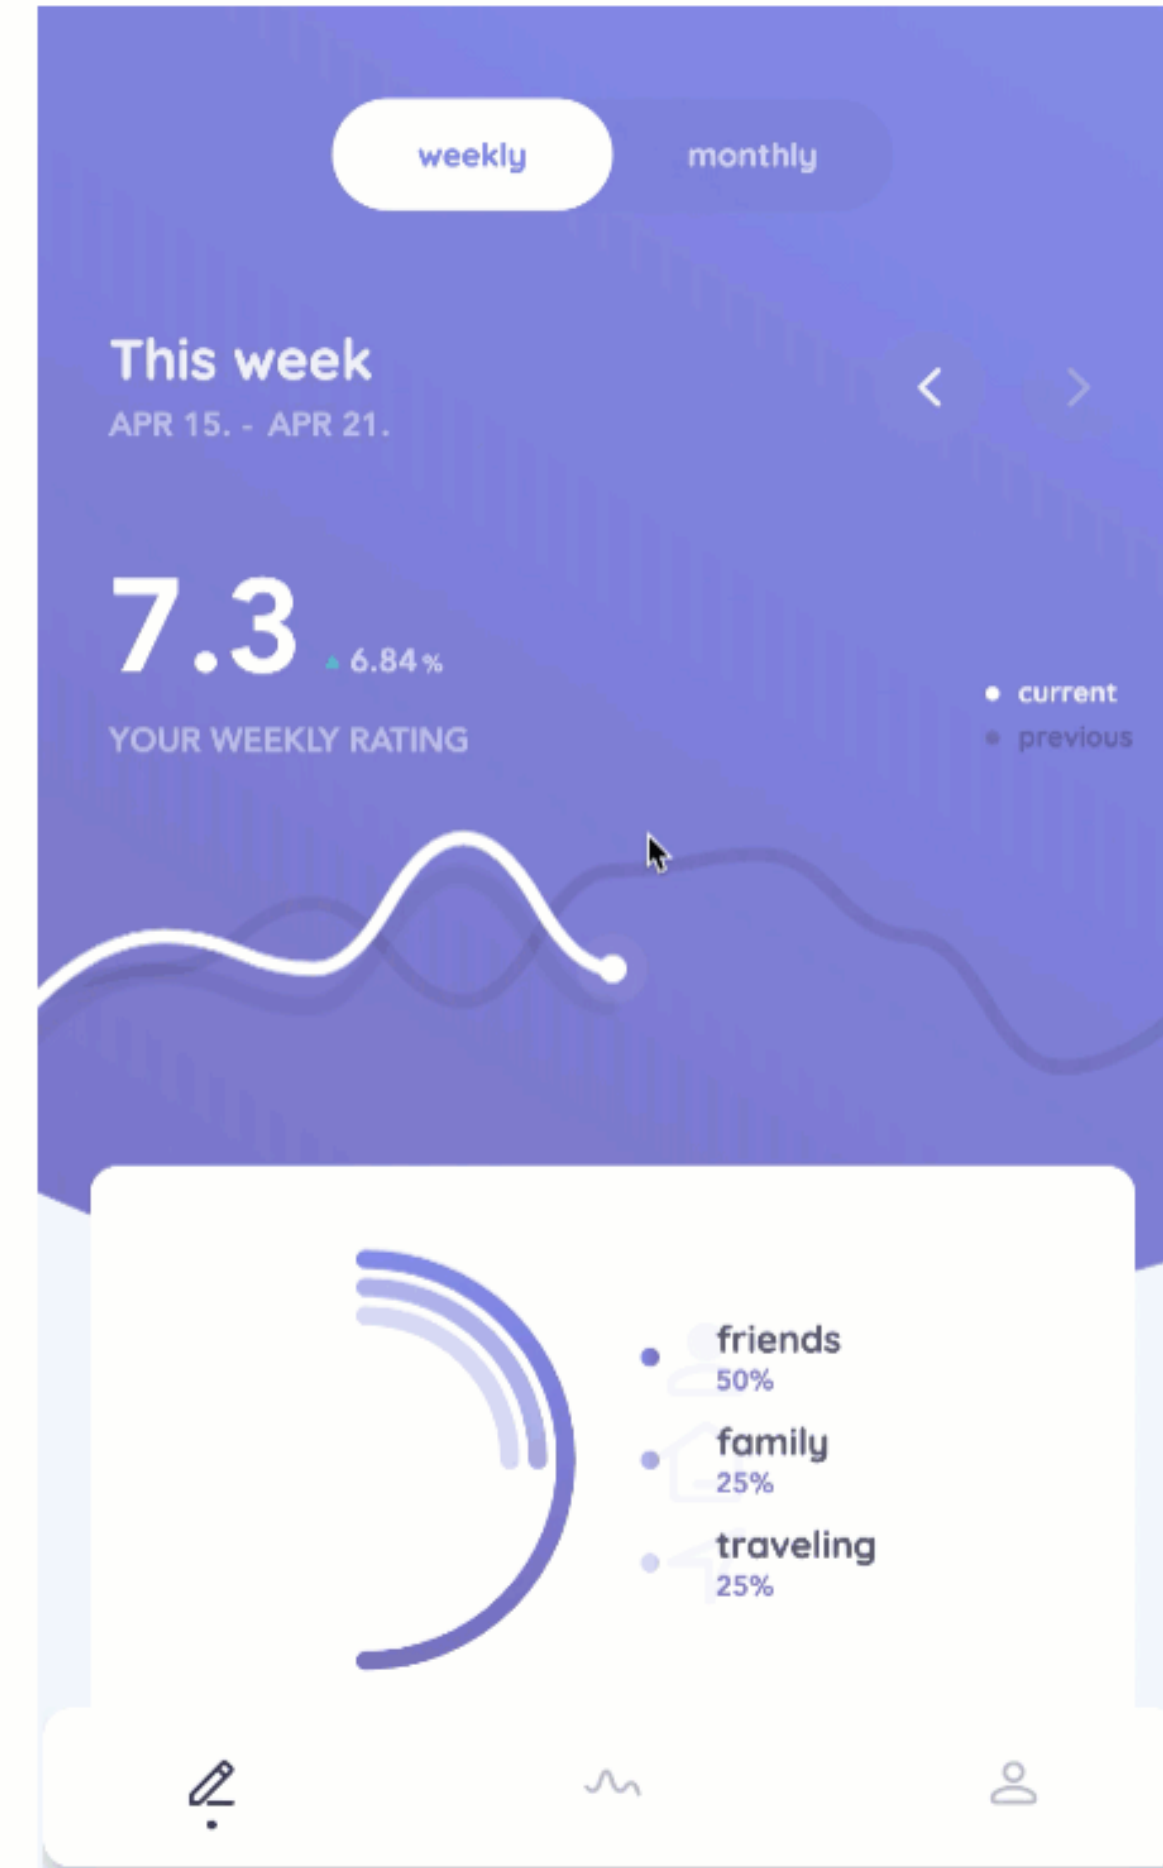 weekly monthly
This week
APR 15. - APR 21.
7.3 6.84%
YOUR WEEKLY RATING
current
previous
friends
50%
family
25%
traveling
25%